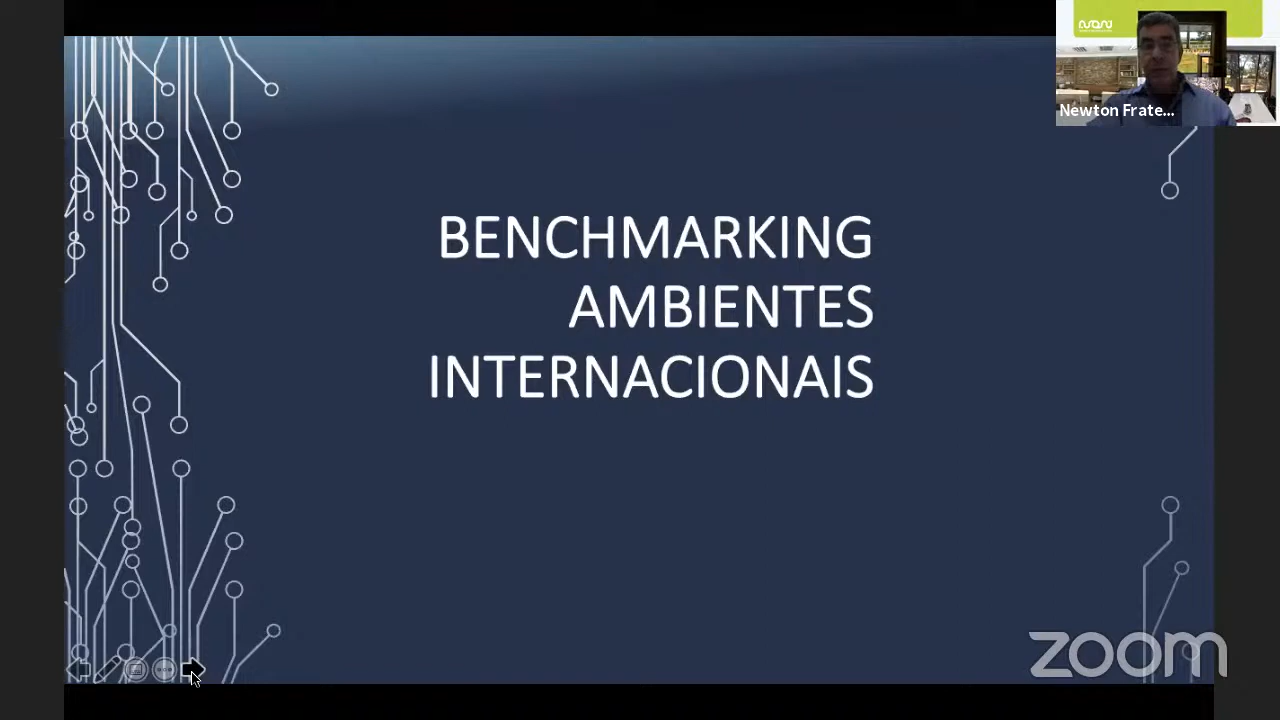 Newton Frate...
BENCHMARKING
AMBIENTES
INTERNACIONAIS
zoom